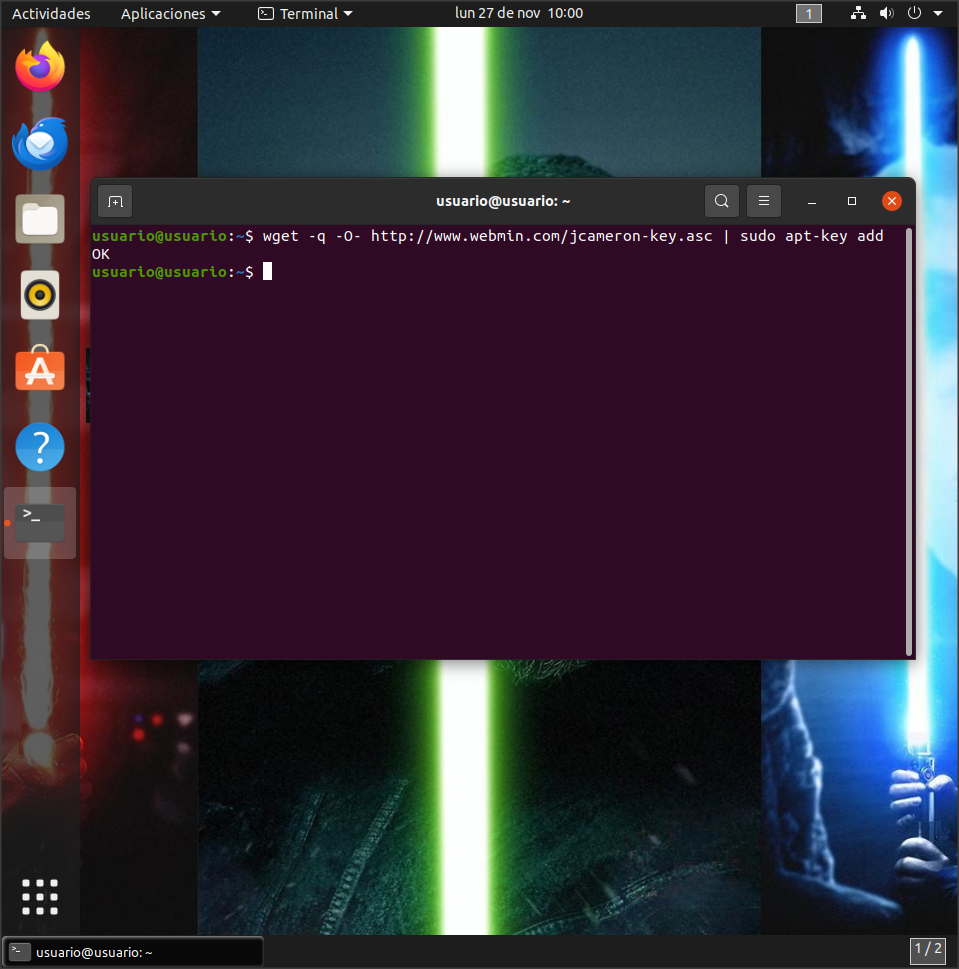 Actividades Aplicaciones Terminal lun 27 de nov 10:00 1
usuario@usuario: ~
usuario@usuario:~$ wget -q -O- http://www.webmin.com/jcameron-key.asc | sudo apt-key add
OK
usuario@usuario:~$
usuario@usuario: ~ 1 / 2